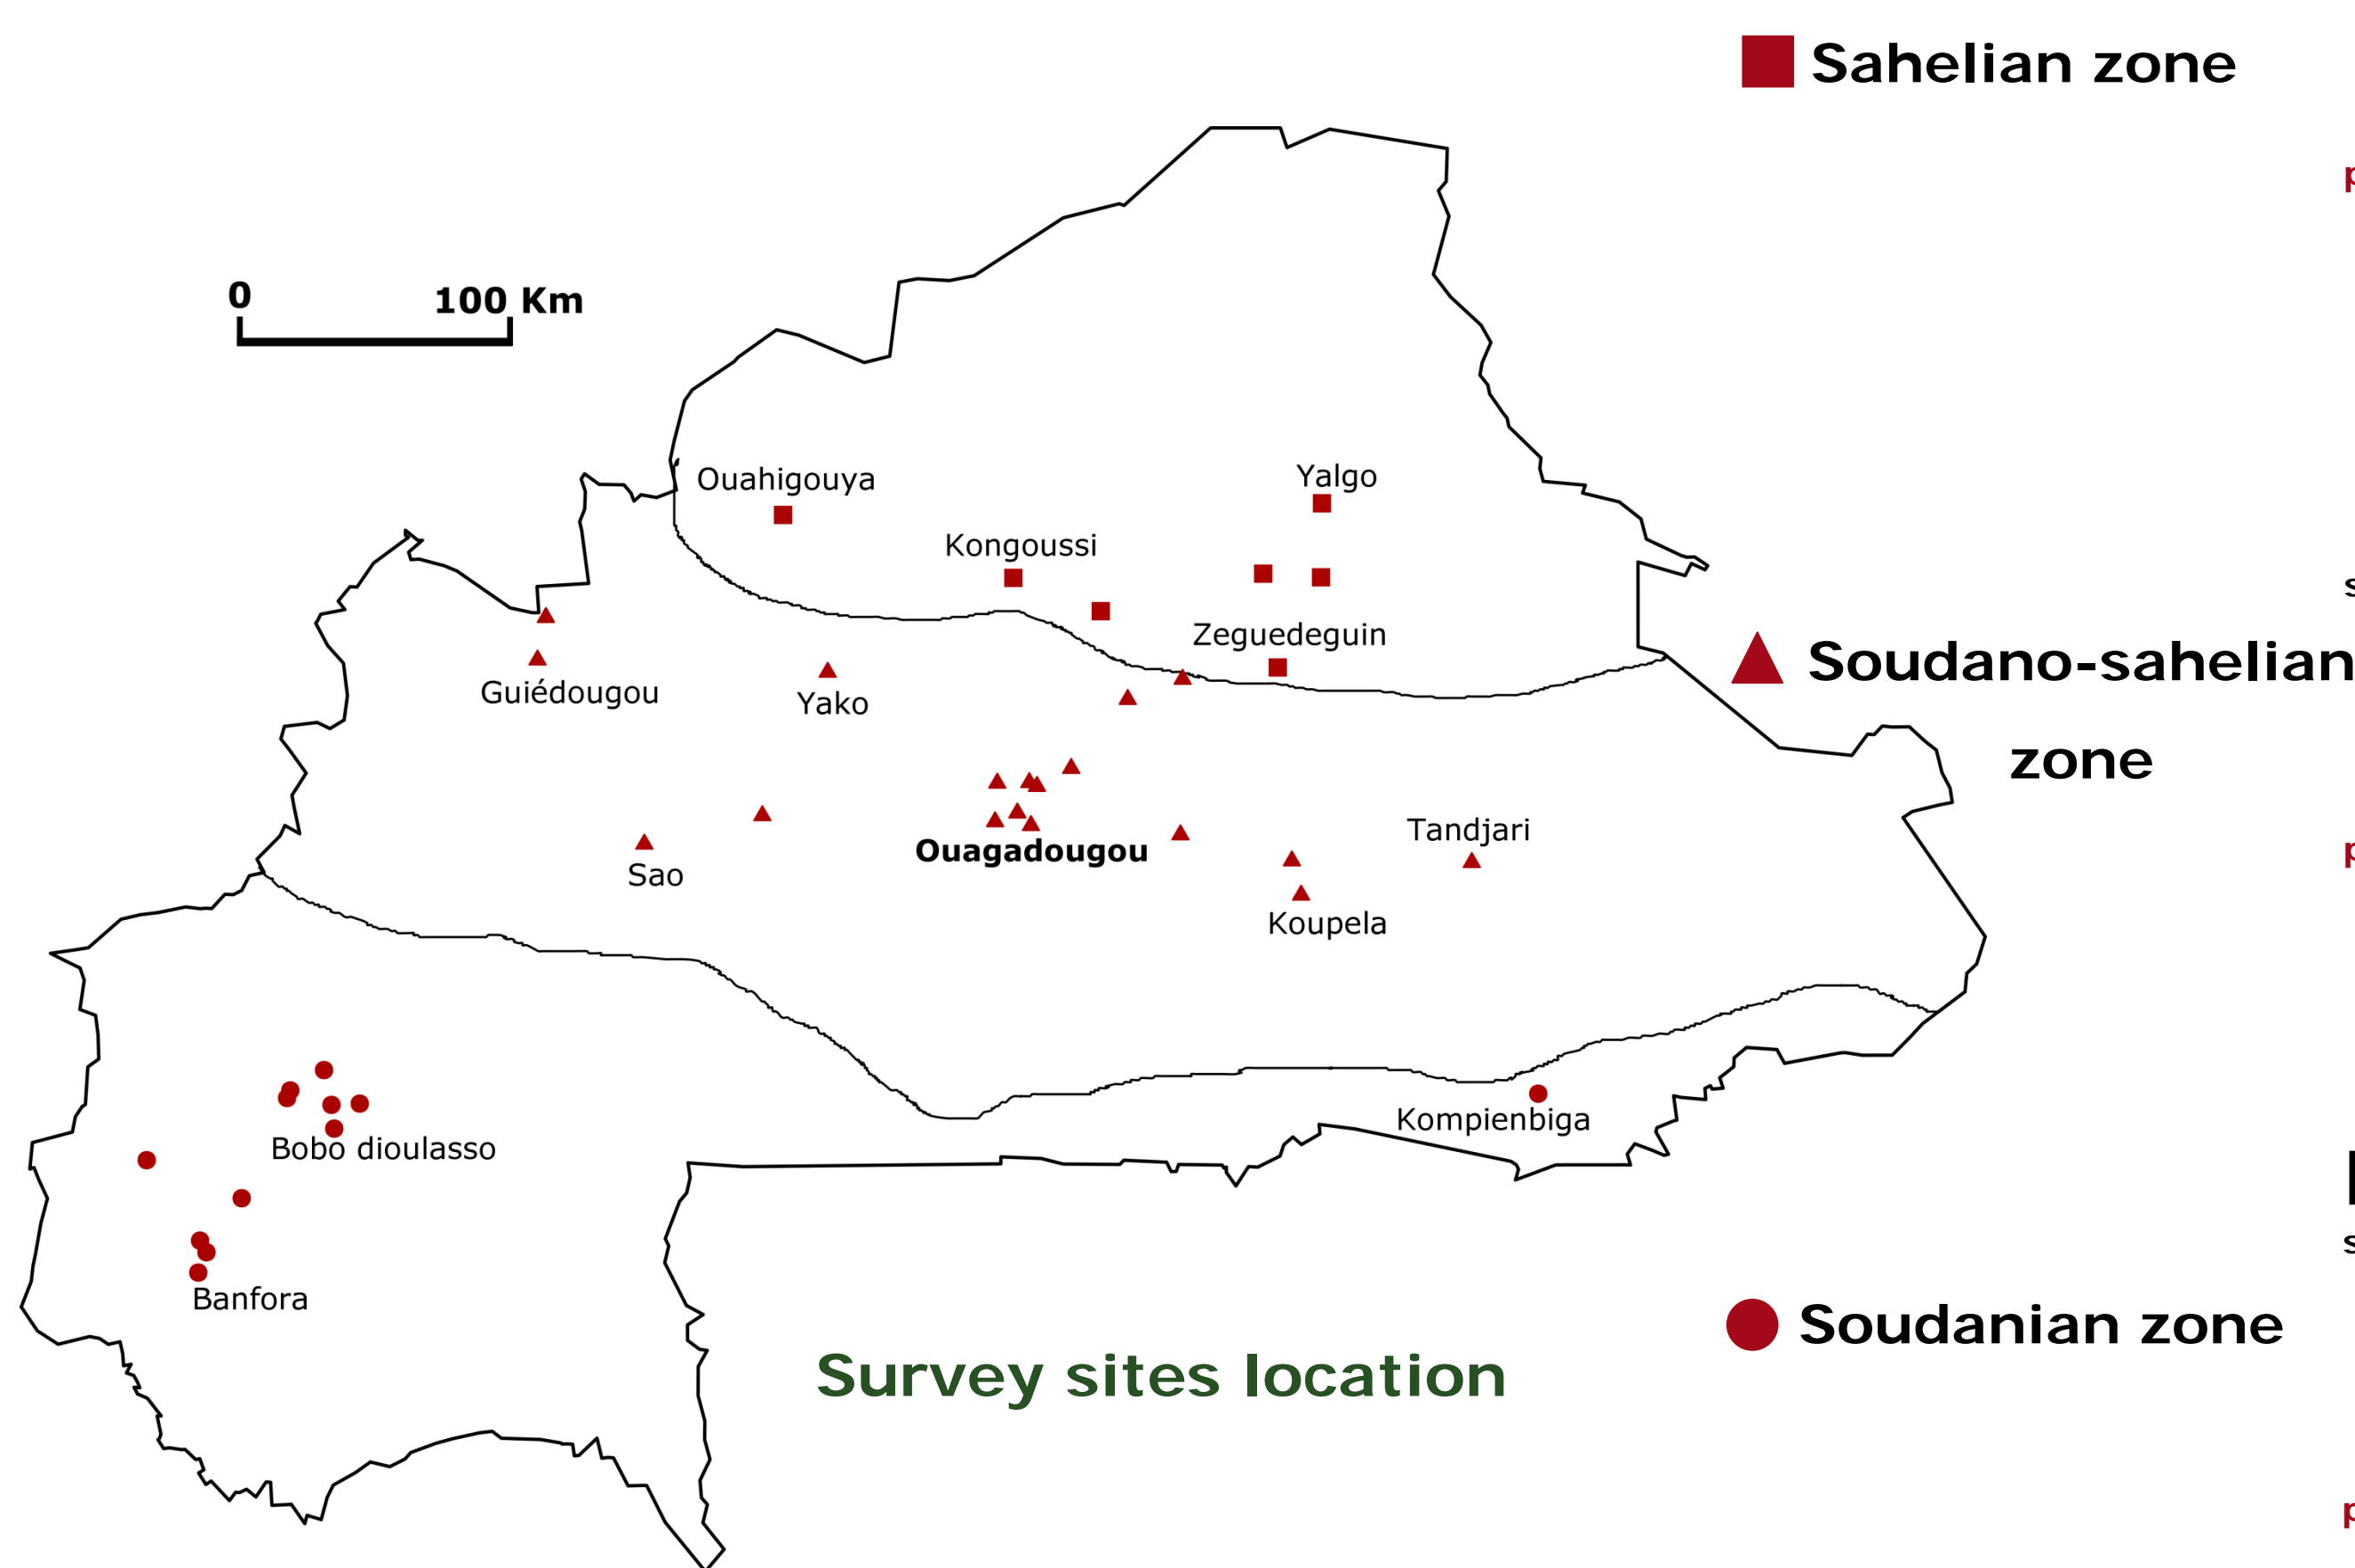 Sahelian zone
0
100 Km
Ouahigouya
Yalgo
Kongoussi
Zeguedeguin
Soudano-sahelian
zone
Guiédougou
Yako
Ouagadougou
Tandjari
Sao
Koupela
Kompienbiga
Bobo dioulasso
Banfora
Soudanian zone
Survey sites location